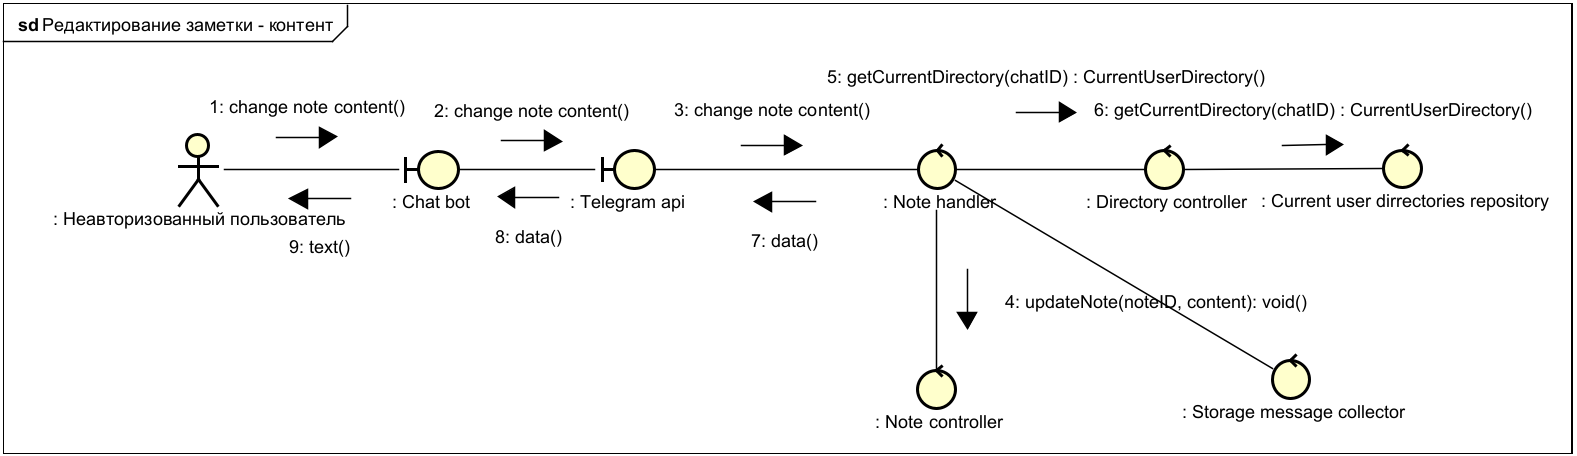 sd Редактирование заметки - контент
5: getCurrentDirectory(chatID) : CurrentUserDirectory()
1: change note content()
2: change note content()
3: change note content()
6: getCurrentDirectory(chatID) : CurrentUserDirectory()
: Неавторизованный пользователь
: Chat bot
: Telegram api
: Note handler
: Directory controller
: Current user dirrectories repository
9: text()
8: data()
7: data()
4: updateNote(noteID, content): void()
: Note controller
: Storage message collector